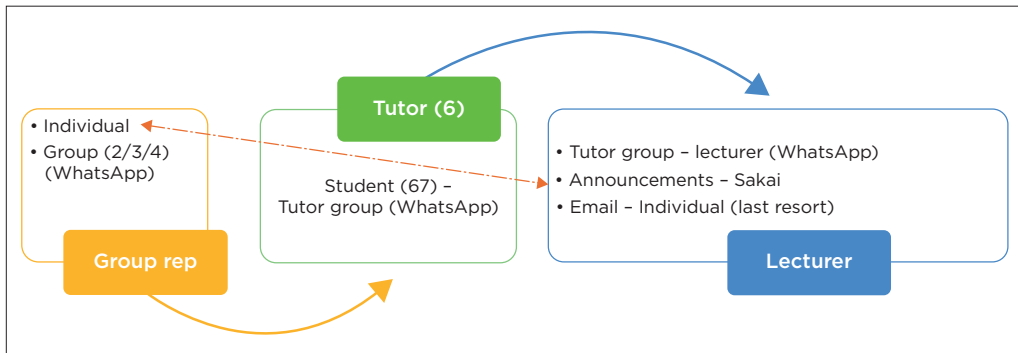 • Individual
• Group (2/3/4)
(WhatsApp)
Group rep
Tutor (6)
Student (67) –
Tutor group (WhatsApp)
• Tutor group – lecturer (WhatsApp)
• Announcements – Sakai
• Email – Individual (last resort)
Lecturer